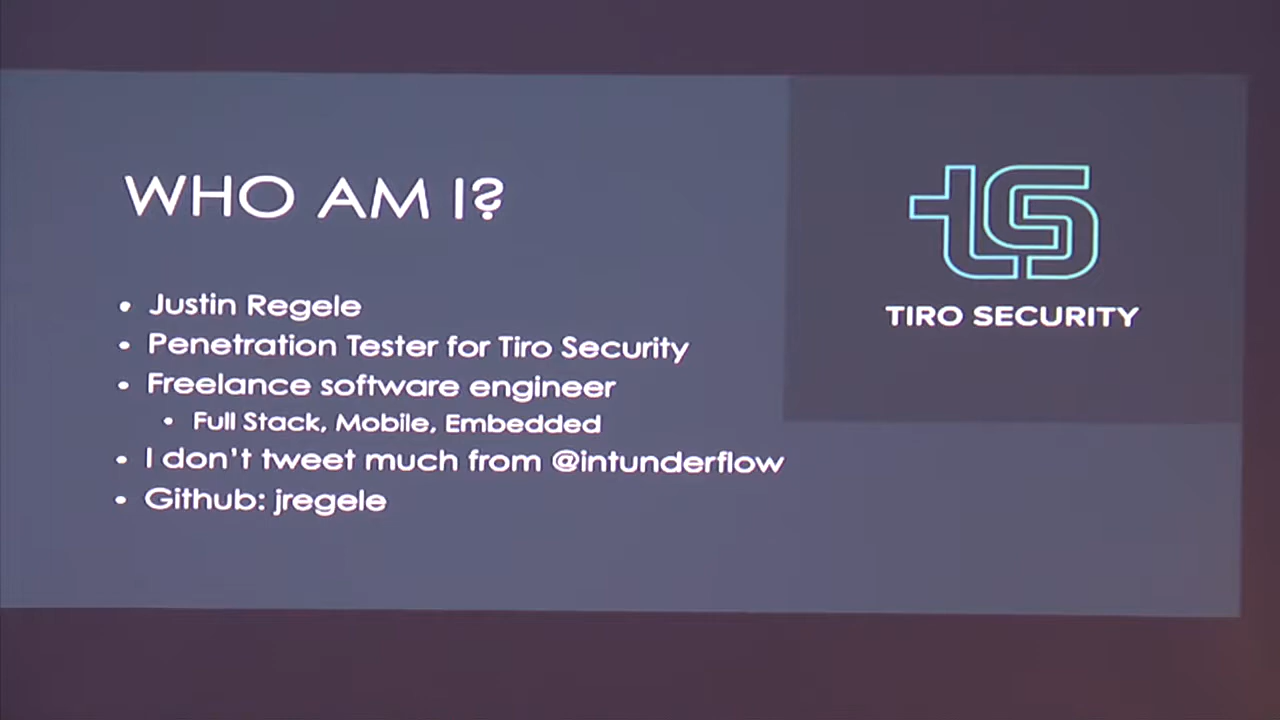 WHO AM I?
• Justin Regele
• Penetration Tester for Tiro Security
• Freelance software engineer
• Full Stack, Mobile, Embedded
• I don't tweet much from @intunderflow
• Github: jregele
ts
TIRO SECURITY